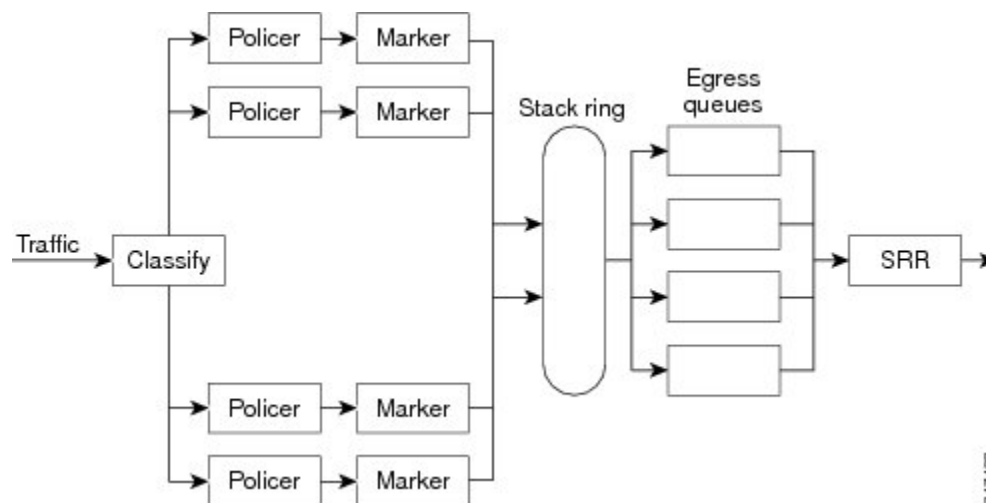 Policer
Marker
Policer
Marker
Egress
queues
Stack ring
Traffic
Classify
SRR
Policer
Marker
Policer
Marker